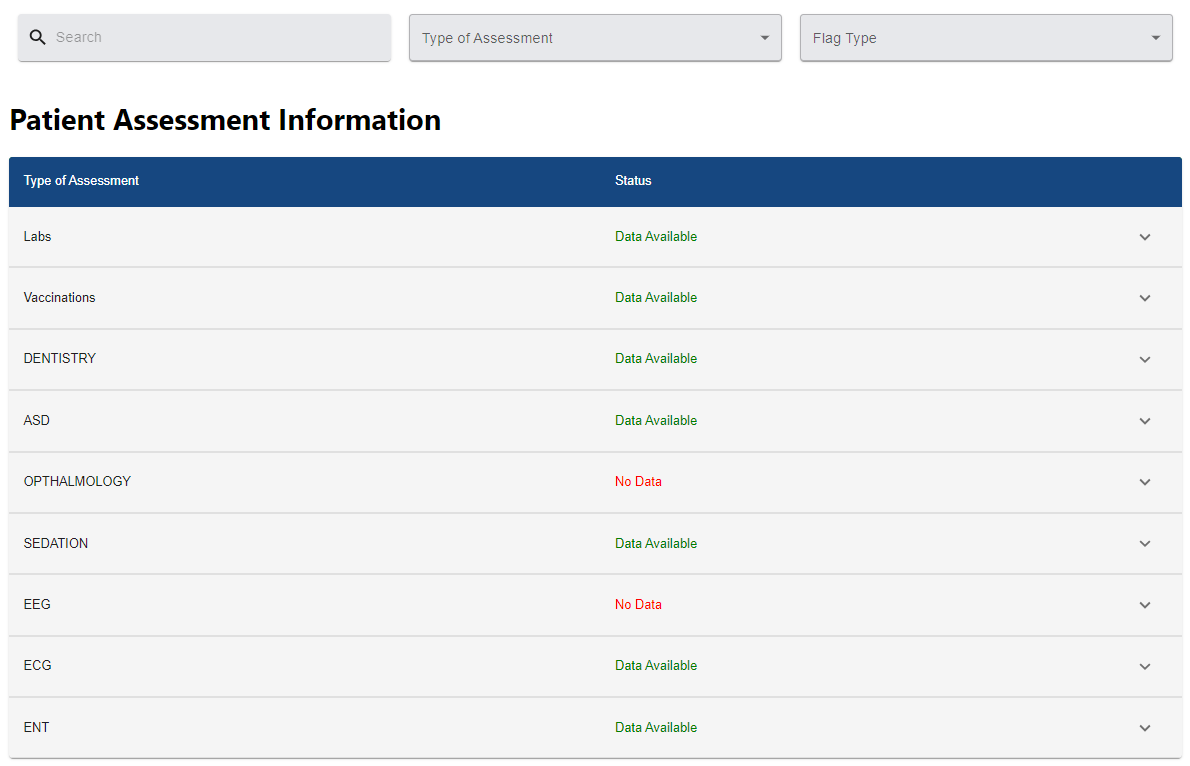 Search
Type of Assessment
Flag Type
Patient Assessment Information
Type of Assessment Status
Labs Data Available
Vaccinations Data Available
DENTISTRY Data Available
ASD Data Available
OPTHALMOLOGY No Data
SEDATION Data Available
EEG No Data
ECG Data Available
ENT Data Available